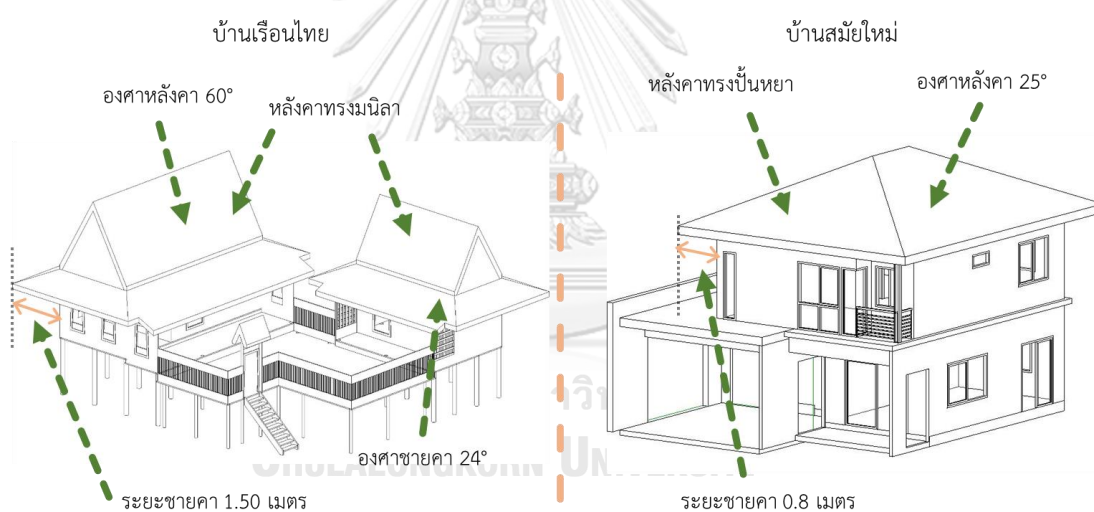 บ้านเรือนไทย
บ้านสมัยใหม่
องศาหลังคา 60°
หลังคาทรงมนิลา
หลังคาทรงปั้นหยา
องศาหลังคา 25°
องศาชายคา 24°
UNIVERSITY
ระยะชายคา 1.50 เมตร
ระยะชายคา 0.8 เมตร